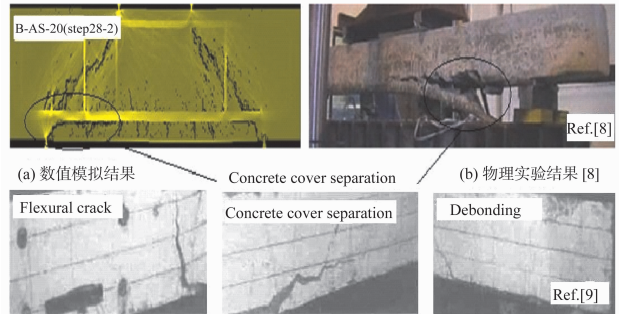 B-AS-20(step28-2)
Ref.[8]
(a) 数值模拟结果
Concrete cover separation
(b) 物理实验结果 [8]
Flexural crack
Concrete cover separation
Debonding
Ref.[9]